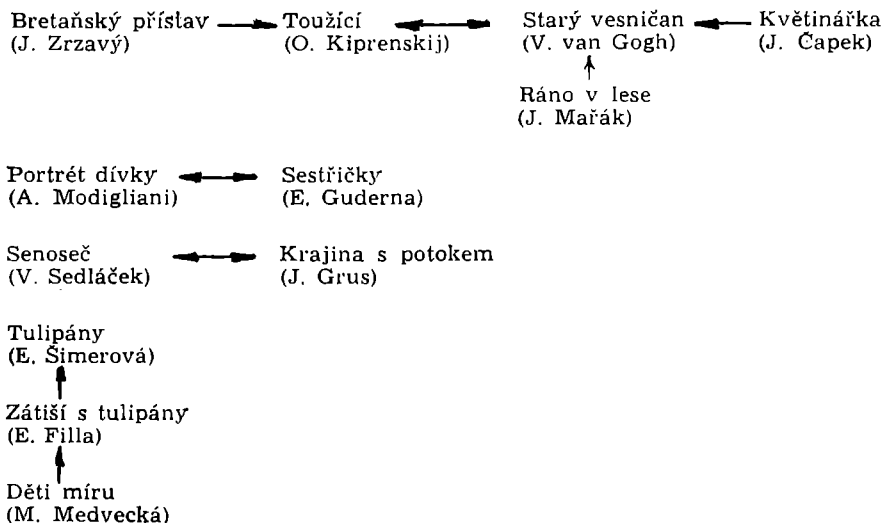 Bretaňský přístav Toužící Starý vesničan Květinářka
(J. Zrzavý) (O. Kiprenskij) (V. van Gogh) (J. Čapek)
Ráno v lese
(J. Mařák)
Portrét dívky Sestřičky
(A. Modigliani) (E. Guderna)
Senoseč Krajina s potokem
(V. Sedláček) (J. Grus)
Tulipány
(E. Šimerová)
Zátiší s tulipány
(E. Filla)
Děti míru
(M. Medvecká)